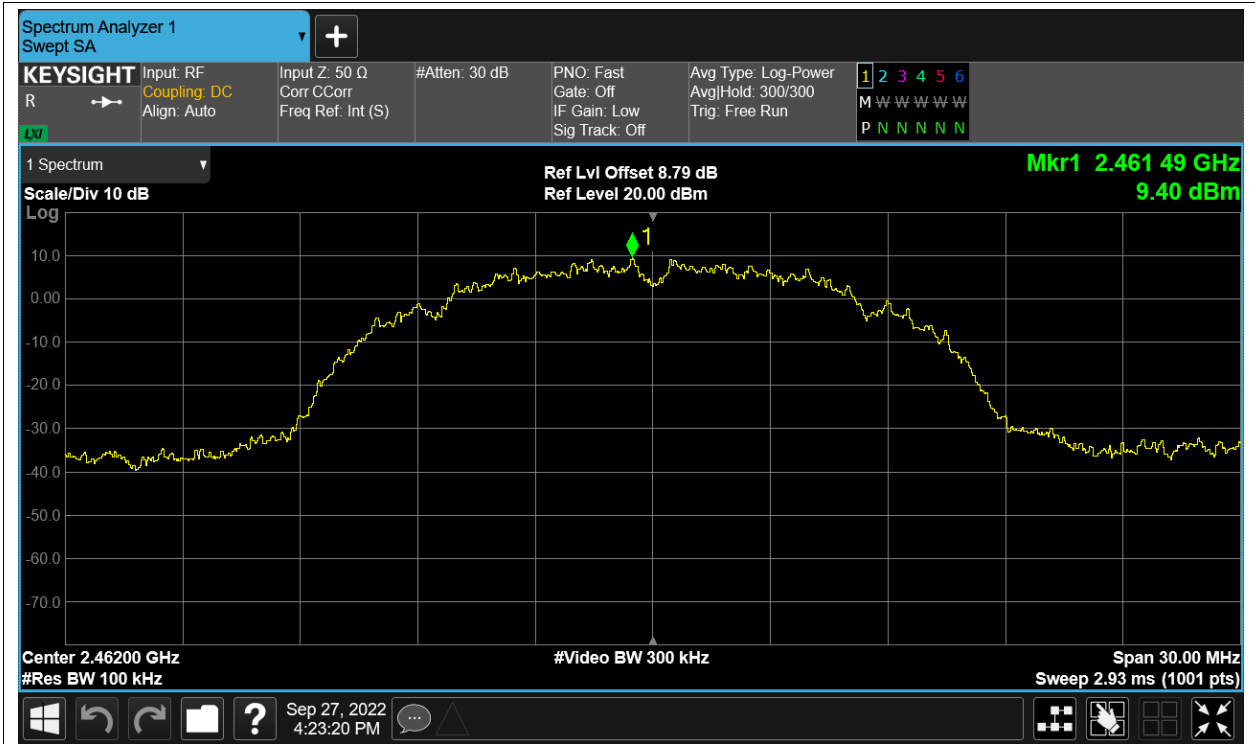 Spectrum Analyzer 1
Swept SA
+
KEYSIGHT
R
LXI
Input: RF
Coupling: DC
Align: Auto
Input Z: 50 Ω
Corr CCorr
Freq Ref: Int (S)
#Atten: 30 dB
PNO: Fast
Gate: Off
IF Gain: Low
Sig Track: Off
Avg Type: Log-Power
Avg|Hold: 300/300
Trig: Free Run
1 2 3 4 5 6
M W W W W W
P N N N N N
1 Spectrum
Scale/Div 10 dB
Log
Ref Lvl Offset 8.79 dB
Ref Level 20.00 dBm
Mkr1 2.461 49 GHz
9.40 dBm
1
10.0
0.00
-10.0
-20.0
-30.0
-40.0
-50.0
-60.0
-70.0
Center 2.46200 GHz
#Res BW 100 kHz
#Video BW 300 kHz
Span 30.00 MHz
Sweep 2.93 ms (1001 pts)
?
Sep 27, 2022
4:23:20 PM